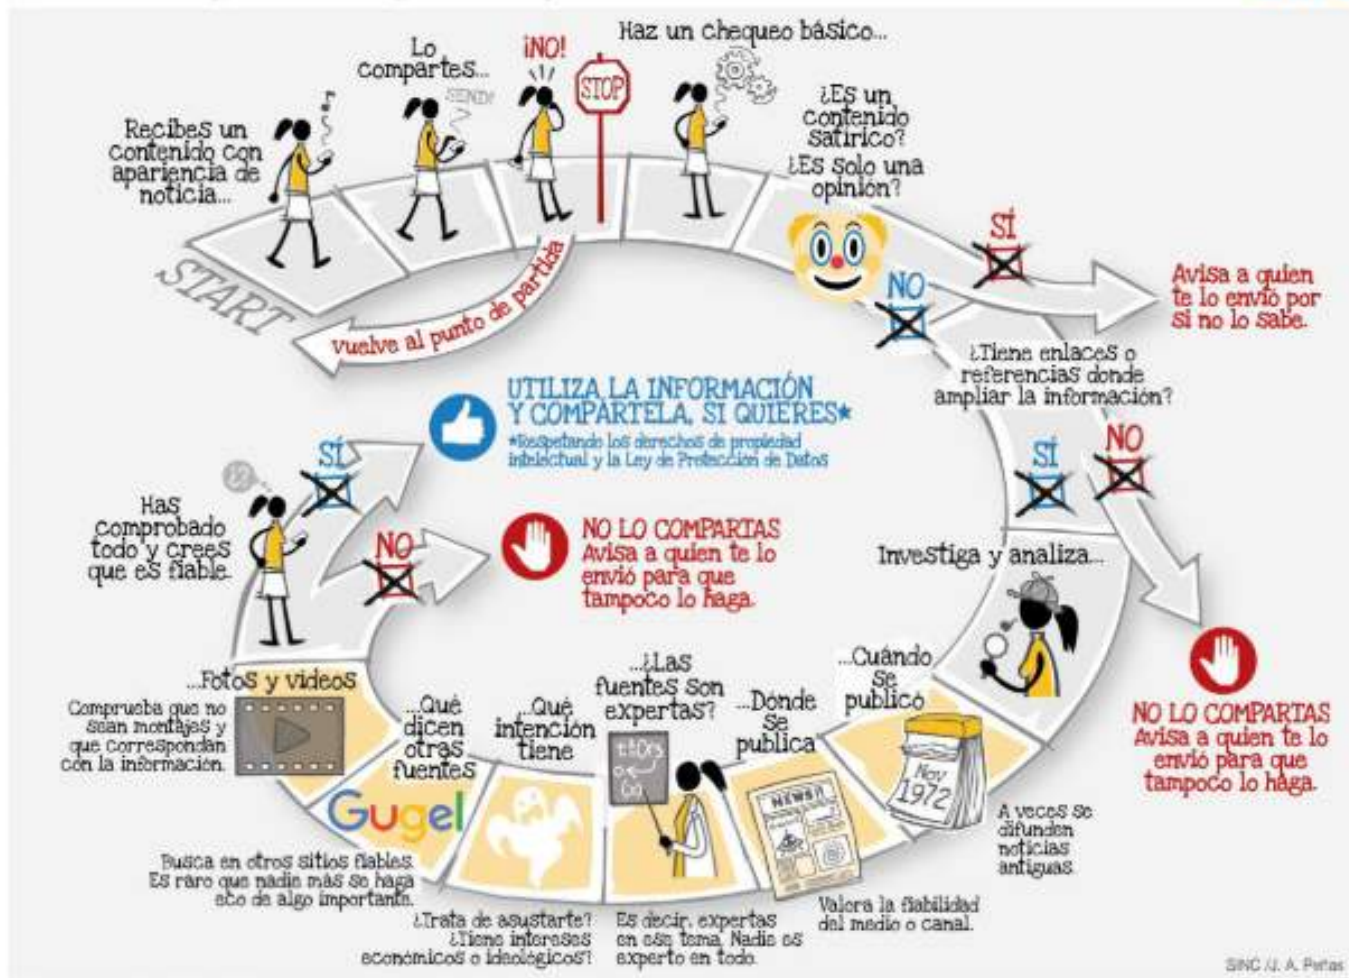 Recibes un
contenido con
apariencia de
noticia...
START
Lo
compartes...
SEND!
¡NO!
STOP
Vuelve al punto de partida
Haz un chequeo básico...
¿Es un
contenido
satírico?
¿Es solo una
opinión?
SÍ
Avisa a quien
te lo envió por
si no lo sabe.
NO
¿Tiene enlaces o
referencias donde
ampliar la información?
SÍ
NO
NO LO COMPARTAS
Avisa a quien te lo
envió para que
tampoco lo haga.
Investiga y analiza...
...Cuándo
se
publicó
Nov
1972
A veces se
difunden
noticias
antiguas.
...Dónde
se
publica
NEWS!!
Valora la fiabilidad
del medio o canal.
...¿Las
fuentes son
expertas?
Es decir, expertas
en ese tema. Nadie es
experto en todo.
...Qué
intención
tiene
¿Trata de asustarte?
¿Tiene intereses
económicos o ideológicos?
...Qué
dicen
otras
fuentes
Gugel
Busca en otros sitios fiables.
Es raro que nadie más se haga
eco de algo importante.
...Fotos y videos
Comprueba que no
sean montajes y
que correspondan
con la información.
Has
comprobado
todo y crees
que es fiable.
SÍ
UTILIZA LA INFORMACIÓN
Y COMPÁRTELA, SI QUIERES*
*Respetando los derechos de propiedad
intelectual y la Ley de Protección de Datos
NO
NO LO COMPARTAS
Avisa a quien te lo
envió para que
tampoco lo haga.
SINC /J. A. Peñas